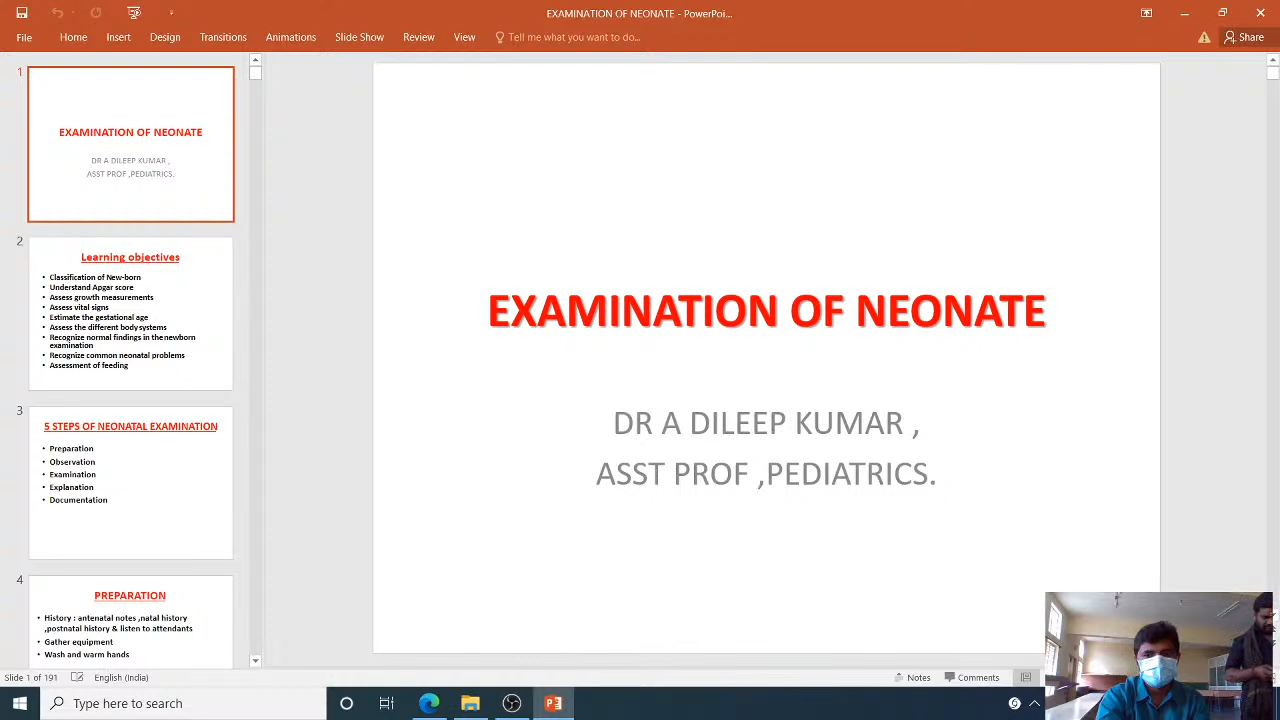 EXAMINATION OF NEONATE - PowerPoi...
File Home Insert Design Transitions Animations Slide Show Review View Tell me what you want to do... Share
1
EXAMINATION OF NEONATE
DR A DILEEP KUMAR ,
ASST PROF ,PEDIATRICS.
2
Learning objectives
• Classification of New-born
• Understand Apgar score
• Assess growth measurements
• Assess vital signs
• Estimate the gestational age
• Assess the different body systems
• Recognize normal findings in the newborn
examination
• Recognize common neonatal problems
• Assessment of feeding
3
5 STEPS OF NEONATAL EXAMINATION
• Preparation
• Observation
• Examination
• Explanation
• Documentation
4
PREPARATION
• History : antenatal notes ,natal history
,postnatal history & listen to attendants
• Gather equipment
• Wash and warm hands
EXAMINATION OF NEONATE
DR A DILEEP KUMAR ,
ASST PROF ,PEDIATRICS.
Slide 1 of 191 English (India) Notes Comments
Type here to search